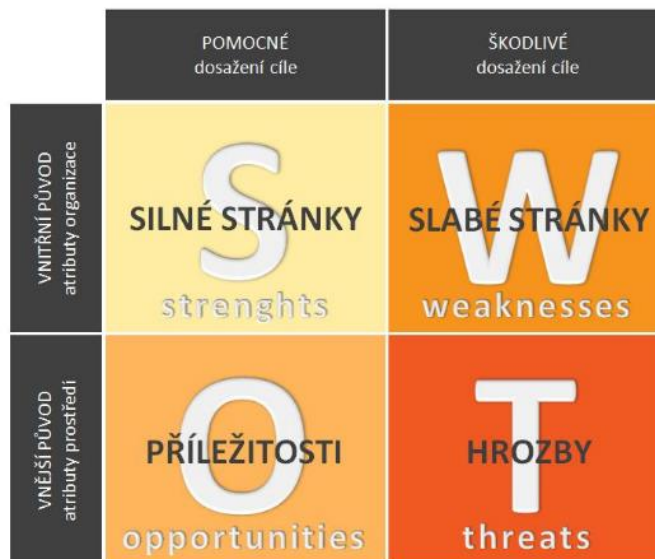 POMOCNÉ
dosažení cíle
ŠKODLIVÉ
dosažení cíle
VNITŘNÍ PŮVOD
atributy organizace
S
SILNÉ STRÁNKY
strenghts
W
SLABÉ STRÁNKY
weaknesses
VNĚJŠÍ PŮVOD
atributy prostředí
O
PŘÍLEŽITOSTI
opportunities
T
HROZBY
threats